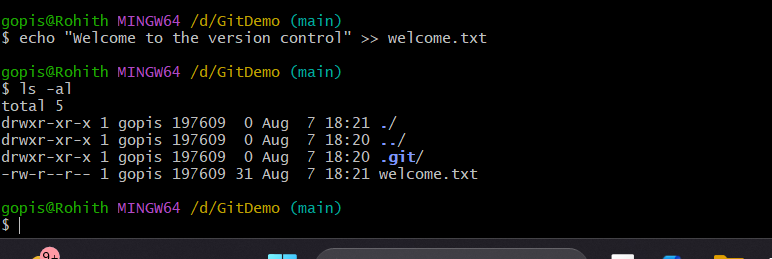 gopis@Rohith MINGW64 /d/GitDemo (main)
$ echo "Welcome to the version control" >> welcome.txt
gopis@Rohith MINGW64 /d/GitDemo (main)
$ ls -al
total 5
drwxr-xr-x 1 gopis 197609  0 Aug  7 18:21 ./
drwxr-xr-x 1 gopis 197609  0 Aug  7 18:20 ../
drwxr-xr-x 1 gopis 197609  0 Aug  7 18:20 .git/
-rw-r--r-- 1 gopis 197609 31 Aug  7 18:21 welcome.txt
gopis@Rohith MINGW64 /d/GitDemo (main)
$
9+